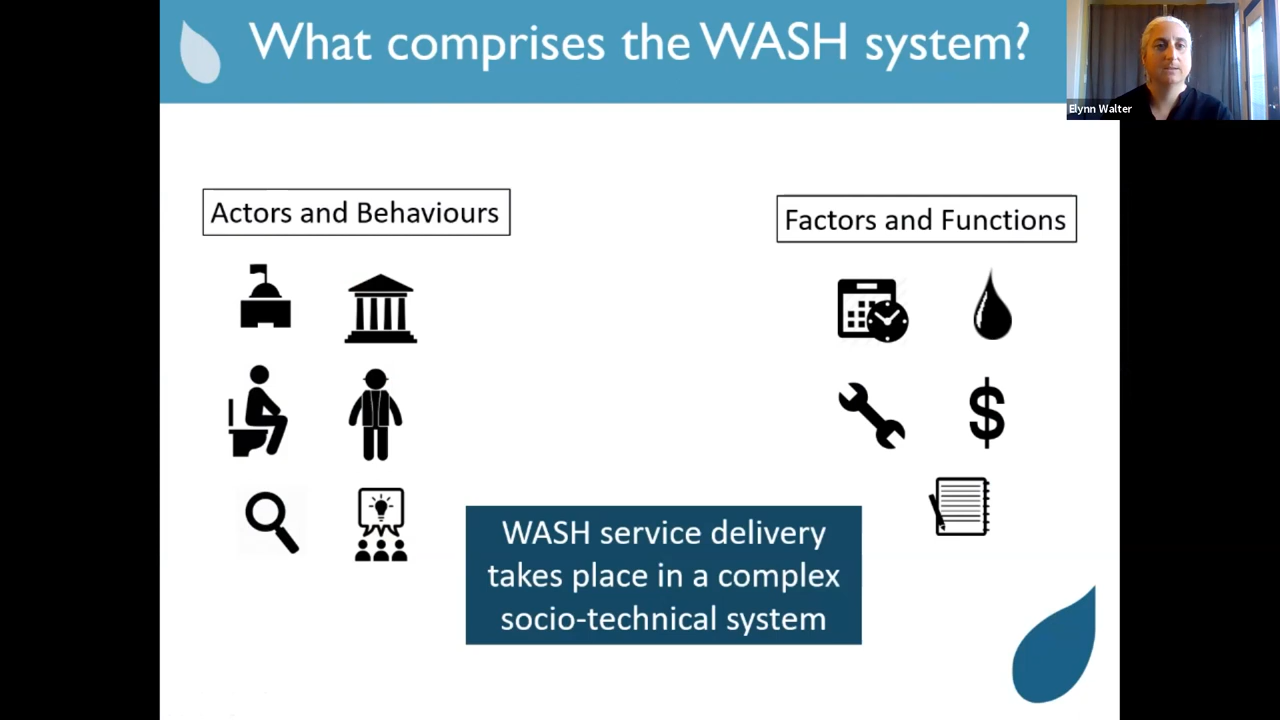 What comprises the WASH system?
Elynn Walter
Actors and Behaviours
Factors and Functions
$
WASH service delivery
takes place in a complex
socio-technical system